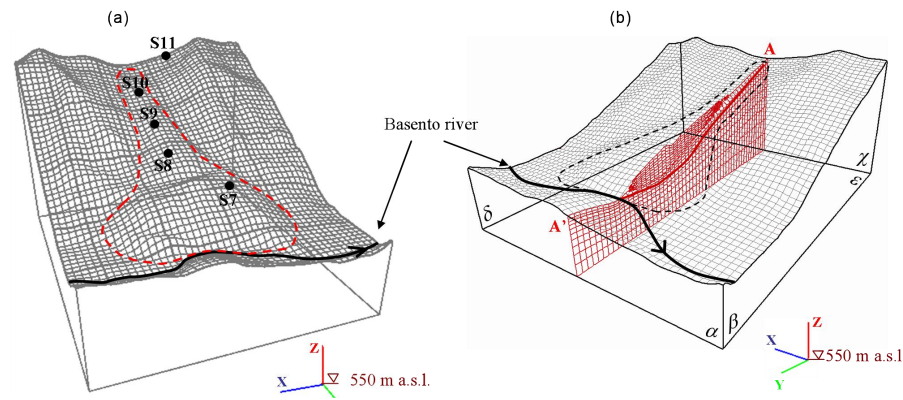 (a)
S11
S10
S9
S8
S7
Z
X
550 m a.s.l.
Basento river
(b)
A
A'
δ
χ
ε
α
β
Z
X
Y
550 m a.s.l